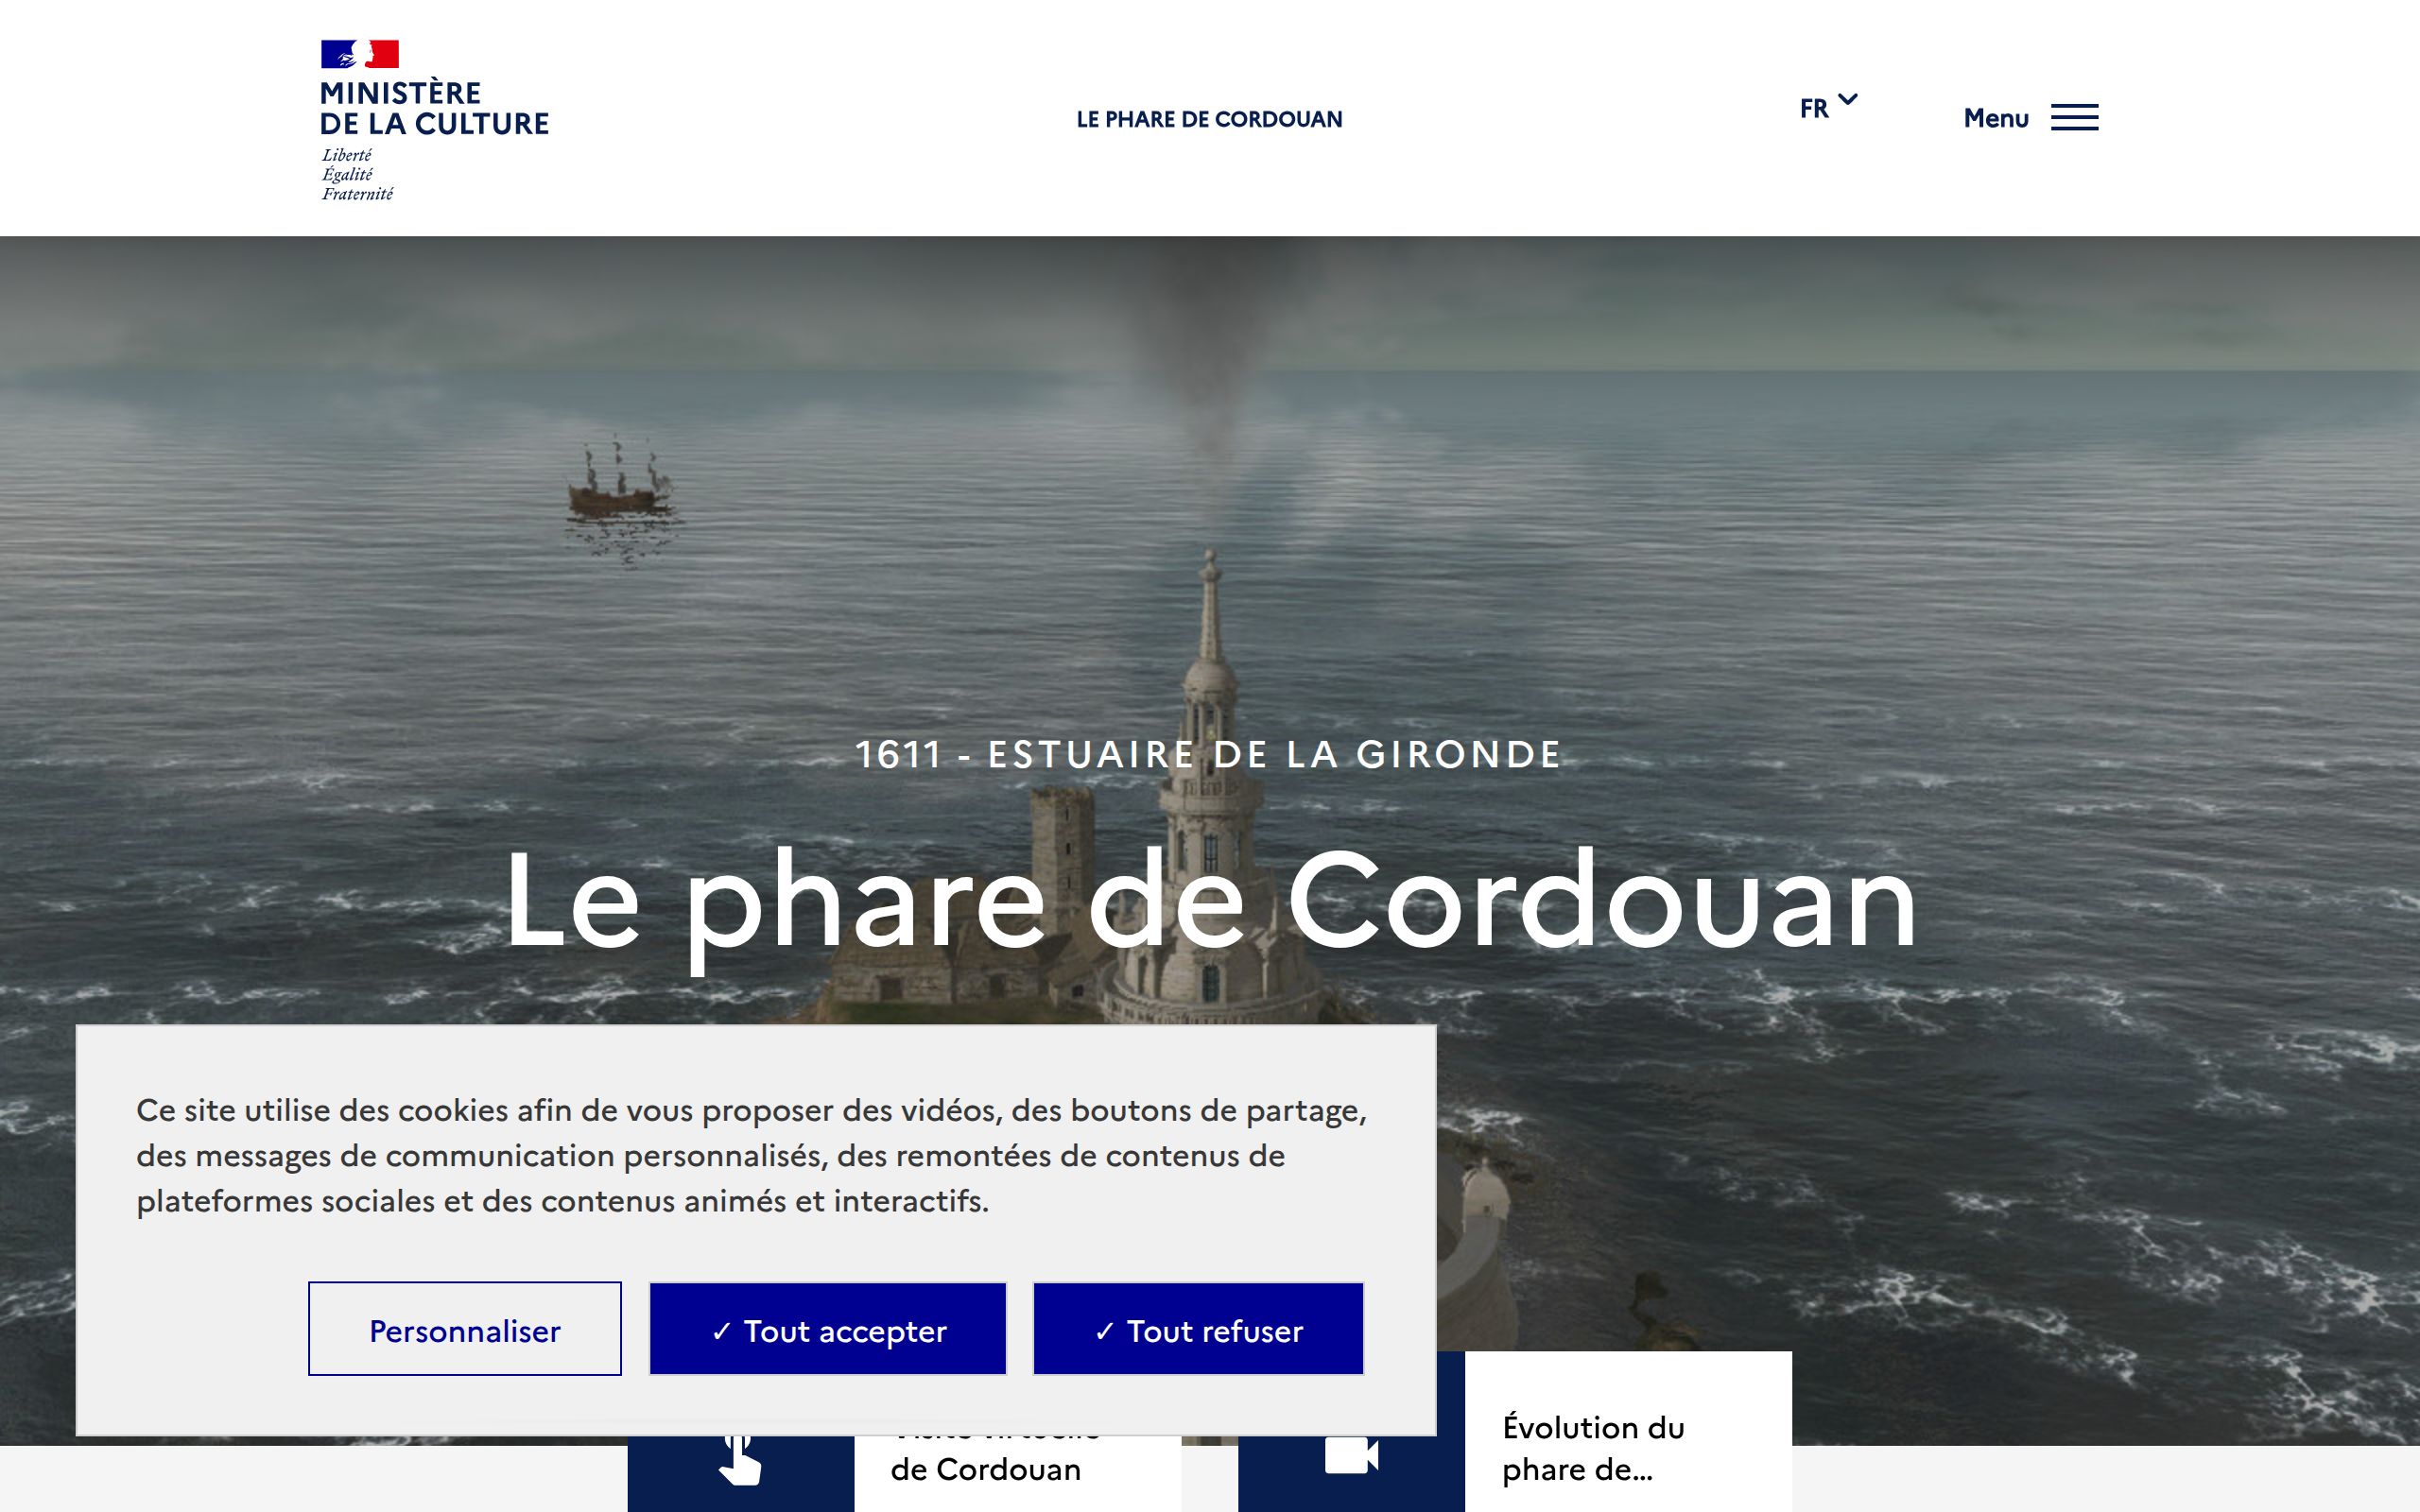 MINISTÈRE
DE LA CULTURE
Liberté
Égalité
Fraternité
LE PHARE DE CORDOUAN
FR
Menu
1611 - ESTUAIRE DE LA GIRONDE
Le phare de Cordouan
Ce site utilise des cookies afin de vous proposer des vidéos, des boutons de partage,
des messages de communication personnalisés, des remontées de contenus de
plateformes sociales et des contenus animés et interactifs.
Personnaliser
✓ Tout accepter
✓ Tout refuser
de Cordouan
Évolution du
phare de...